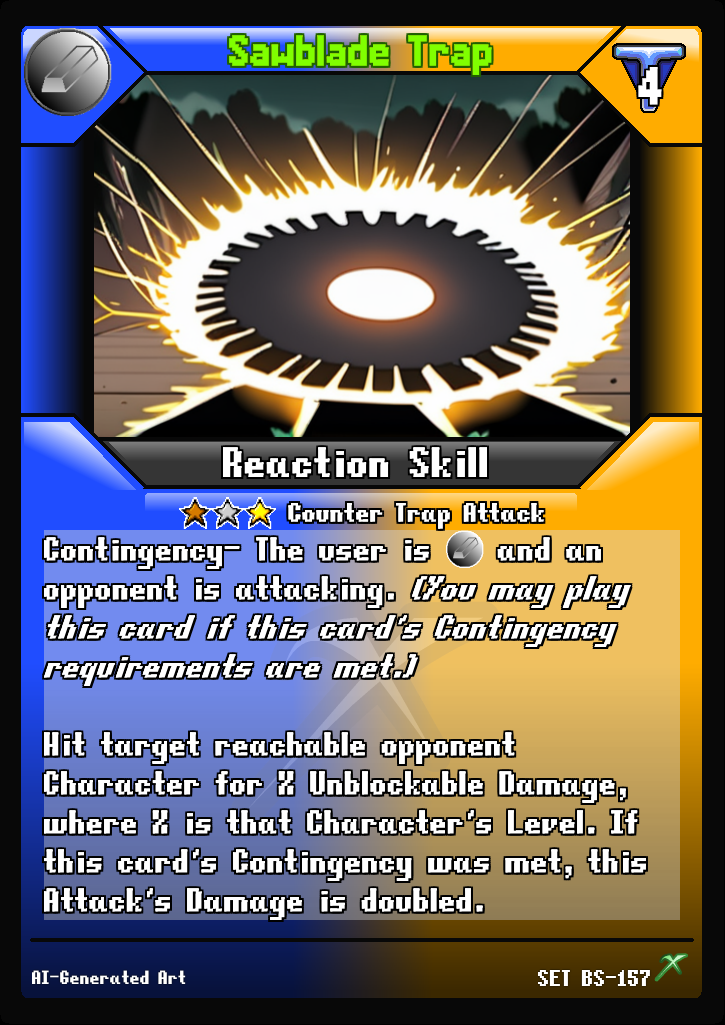 Sawblade Trap
4
Reaction Skill
Counter Trap Attack
Contingency- The user is and an
opponent is attacking. (You may play
this card if this card's Contingency
requirements are met.)
Hit target reachable opponent
Character for X Unblockable Damage,
where X is that Character's Level. If
this card's Contingency was met, this
Attack's Damage is doubled.
AI-Generated Art
SET BS-157